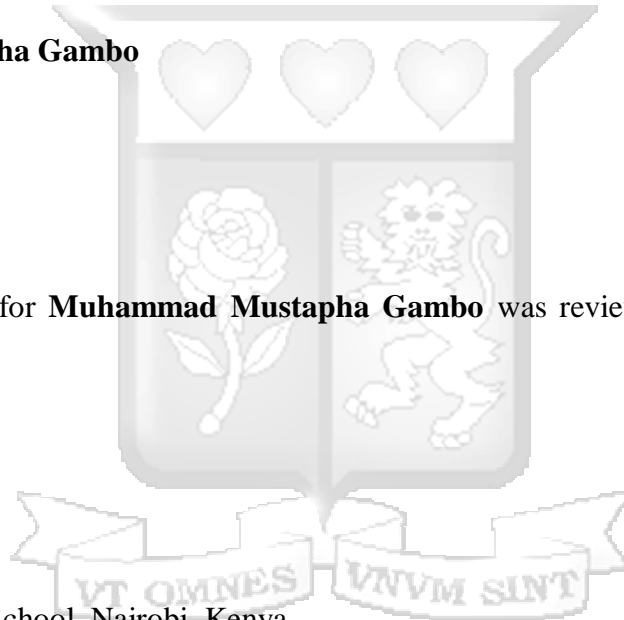 ha Gambo
for Muhammad Mustapha Gambo was revie
VT OMNES VNVM SINT
chool, Nairobi, Kenya